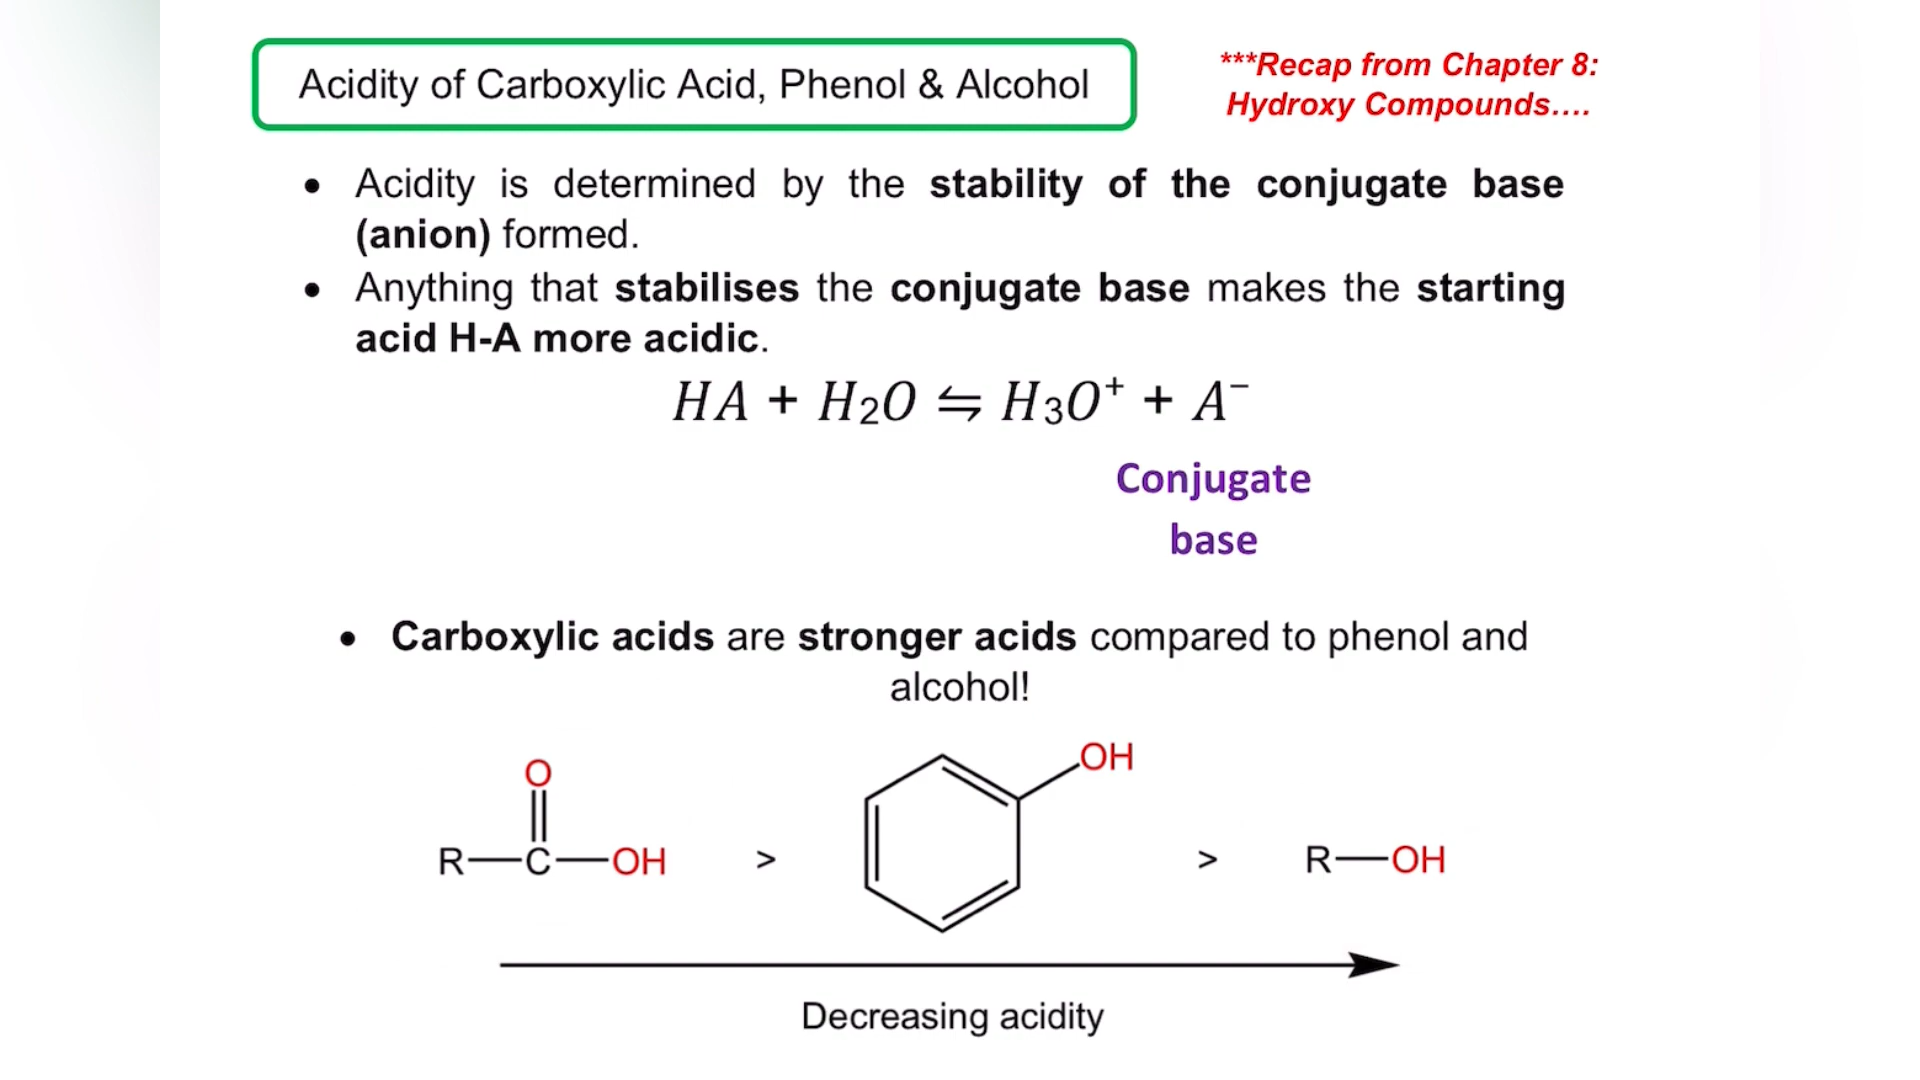 Acidity of Carboxylic Acid, Phenol & Alcohol
***Recap from Chapter 8:
Hydroxy Compounds....
• Acidity is determined by the stability of the conjugate base
(anion) formed.
• Anything that stabilises the conjugate base makes the starting
acid H-A more acidic.
HA + H₂O ⇋ H₃O⁺ + A⁻
Conjugate
base
• Carboxylic acids are stronger acids compared to phenol and
alcohol!
O
OH
R—C—OH > > R—OH
Decreasing acidity